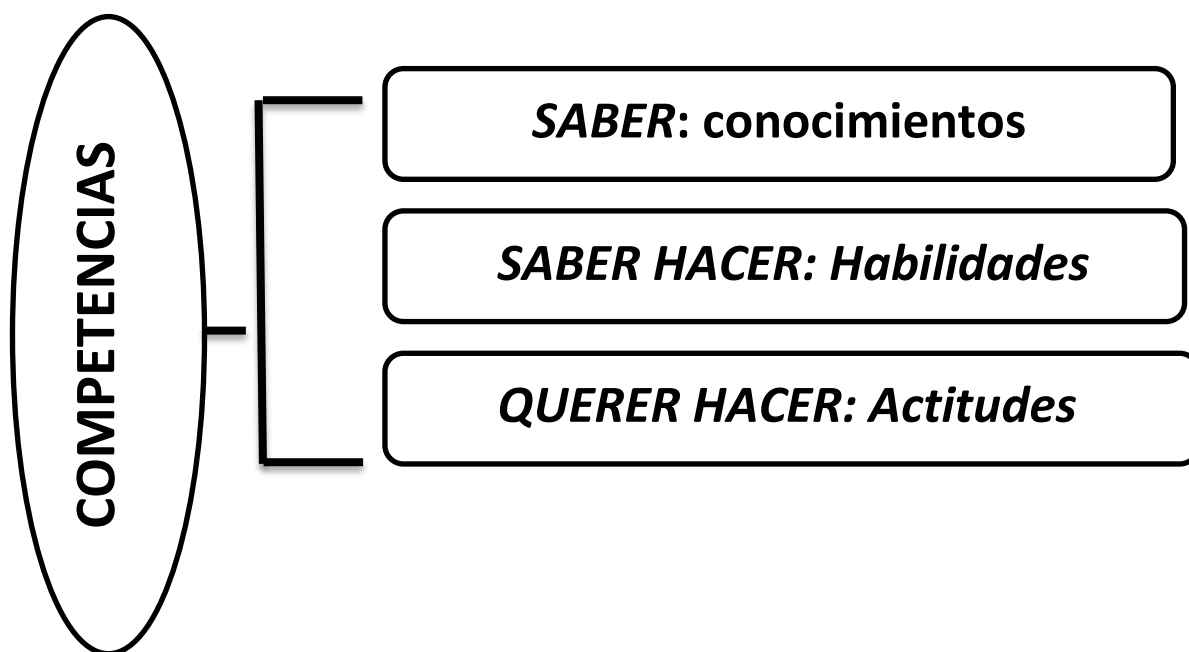 COMPETENCIAS
SABER: conocimientos
SABER HACER: Habilidades
QUERER HACER: Actitudes